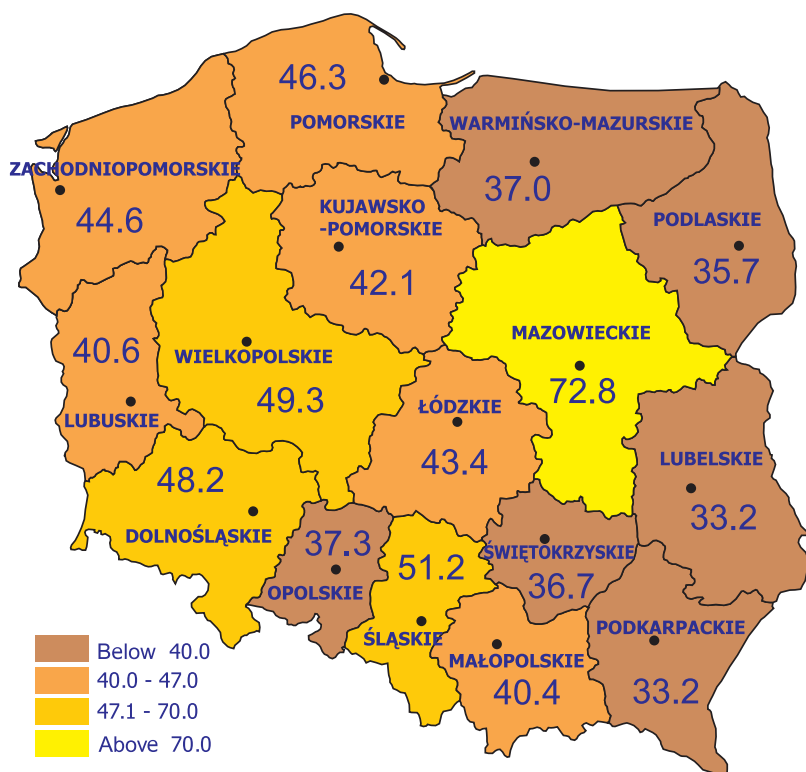 46.3
POMORSKIE
WARMIŃSKO-MAZURSKIE
37.0
ZACHODNIOPOMORSKIE
44.6
KUJAWSKO
-POMORSKIE
42.1
PODLASKIE
35.7
MAZOWIECKIE
72.8
40.6
LUBUSKIE
WIELKOPOLSKIE
49.3
ŁÓDZKIE
43.4
LUBELSKIE
33.2
48.2
DOLNOŚLĄSKIE
37.3
OPOLSKIE
51.2
ŚLĄSKIE
ŚWIĘTOKRZYSKIE
36.7
MAŁOPOLSKIE
40.4
PODKARPACKIE
33.2
Below 40.0
40.0 - 47.0
47.1 - 70.0
Above 70.0